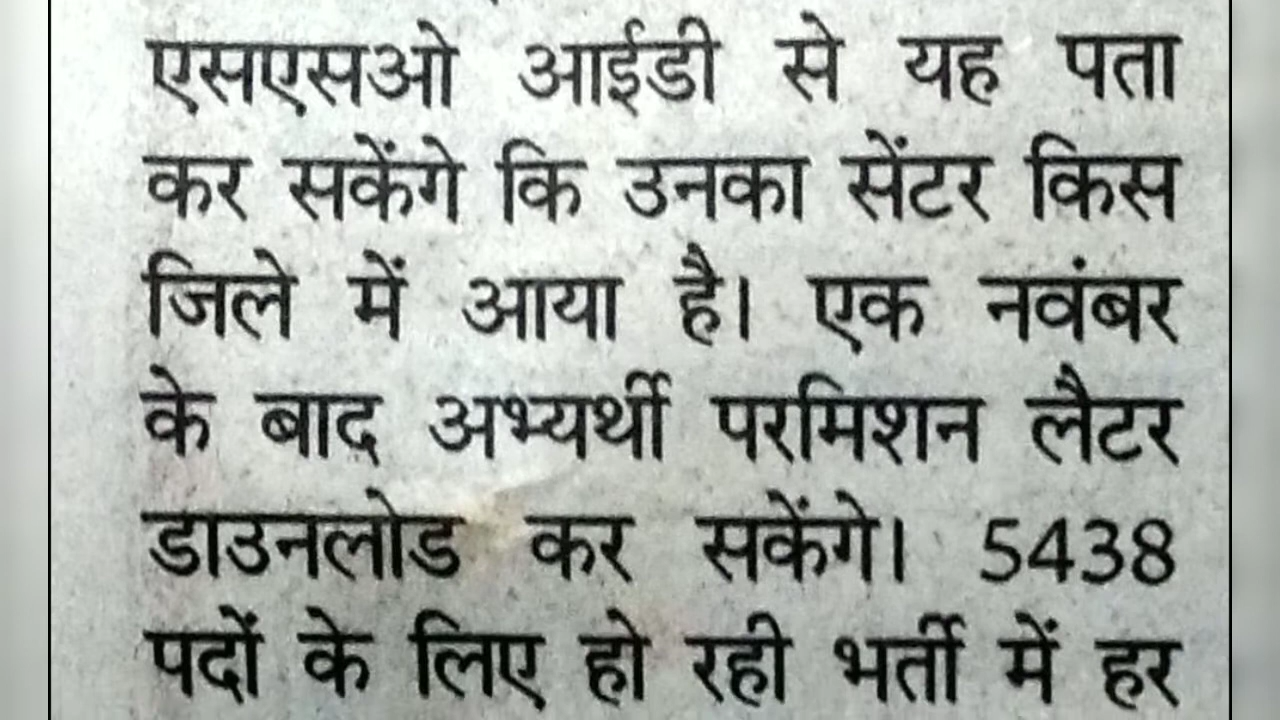 एसएसओ आईडी से यह पता
कर सकेंगे कि उनका सेंटर किस
जिले में आया है। एक नवंबर
के बाद अभ्यर्थी परमिशन लैटर
डाउनलोड कर सकेंगे। 5438
पदों के लिए हो रही भर्ती में हर